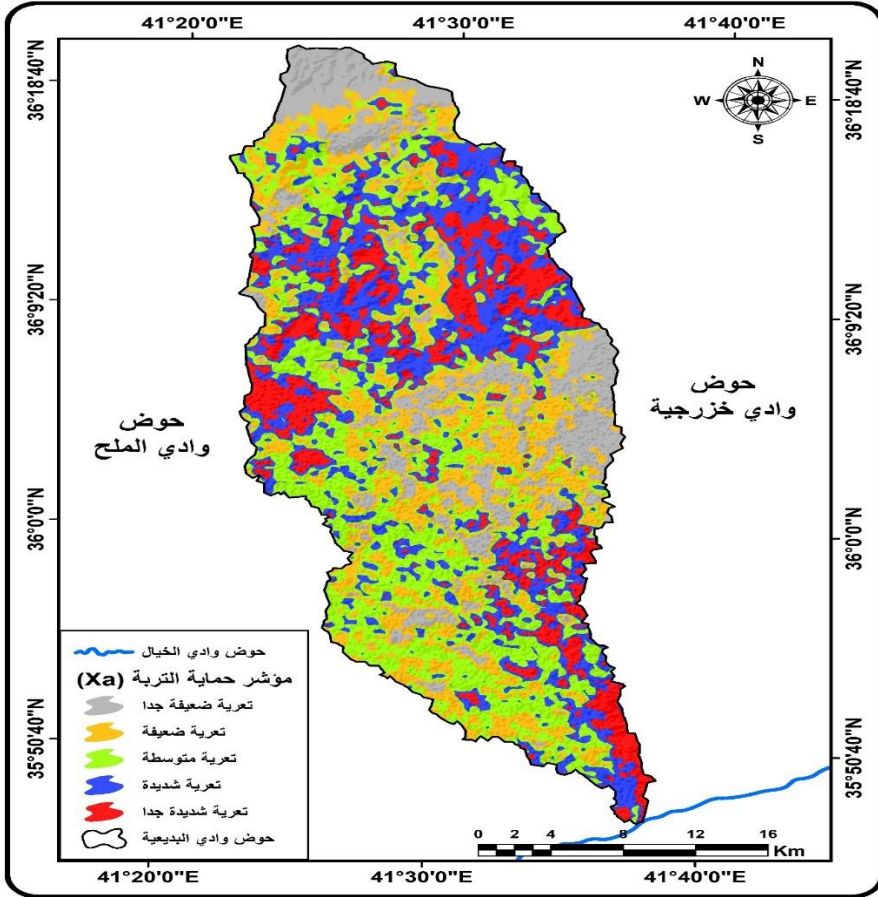 41°20'0"E
41°30'0"E
41°40'0"E
36°18'40"N
36°9'20"N
36°0'0"N
35°50'40"N
36°18'40"N
36°9'20"N
36°0'0"N
35°50'40"N
N
W
E
S
حوض
وادي خزرجية
حوض
وادي الملح
حوض وادي الخيال
مؤشر حماية التربة (Xa)
تعرية ضعيفة جدا
تعرية ضعيفة
تعرية متوسطة
تعرية شديدة
تعرية شديدة جدا
حوض وادي البديعية
0 2 4 8 12 16
Km
41°20'0"E
41°30'0"E
41°40'0"E